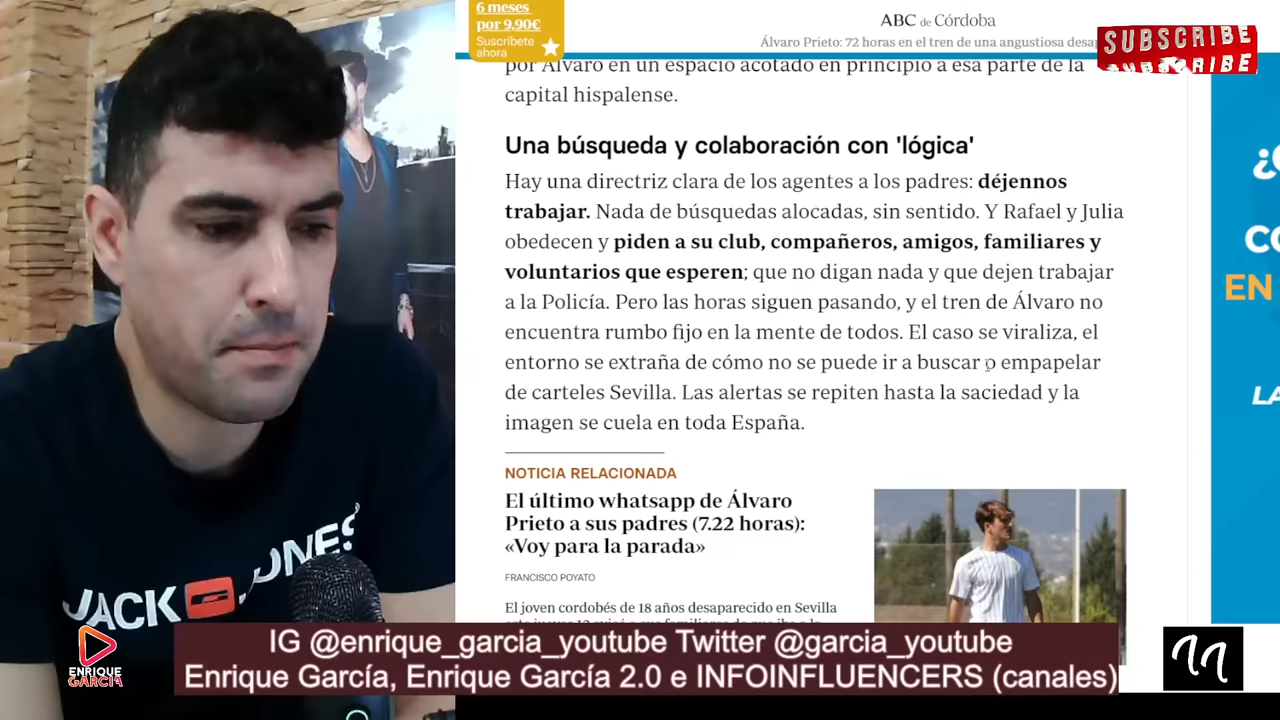 6 meses
por 9,90€
Suscríbete
ahora
ABC de Córdoba
Álvaro Prieto: 72 horas en el tren de una angustiosa
SUBSCRIBE
SUBSCRIBE
por Álvaro en un espacio acotado en principio a esa parte de la
capital hispalense.
Una búsqueda y colaboración con 'lógica'
Hay una directriz clara de los agentes a los padres: déjennos
trabajar. Nada de búsquedas alocadas, sin sentido. Y Rafael y Julia
obedecen y piden a su club, compañeros, amigos, familiares y
voluntarios que esperen; que no digan nada y que dejen trabajar
a la Policía. Pero las horas siguen pasando, y el tren de Álvaro no
encuentra rumbo fijo en la mente de todos. El caso se viraliza, el
entorno se extraña de cómo no se puede ir a buscar o empapelar
de carteles Sevilla. Las alertas se repiten hasta la saciedad y la
imagen se cuela en toda España.
NOTICIA RELACIONADA
El último whatsapp de Álvaro
Prieto a sus padres (7.22 horas):
«Voy para la parada»
FRANCISCO POYATO
El joven cordobés de 18 años desaparecido en Sevilla
EN
LA
JACK JONES
ENRIQUE
GARCÍA
IG @enrique_garcia_youtube Twitter @garcia_youtube
Enrique García, Enrique García 2.0 e INFOINFLUENCERS (canales)